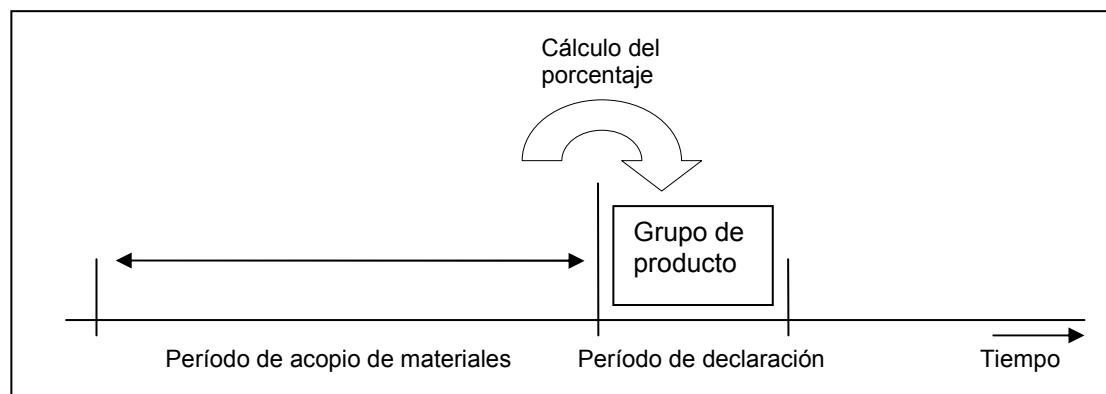 Cálculo del
porcentaje
Grupo de
producto
Período de acopio de materiales
Período de declaración
Tiempo